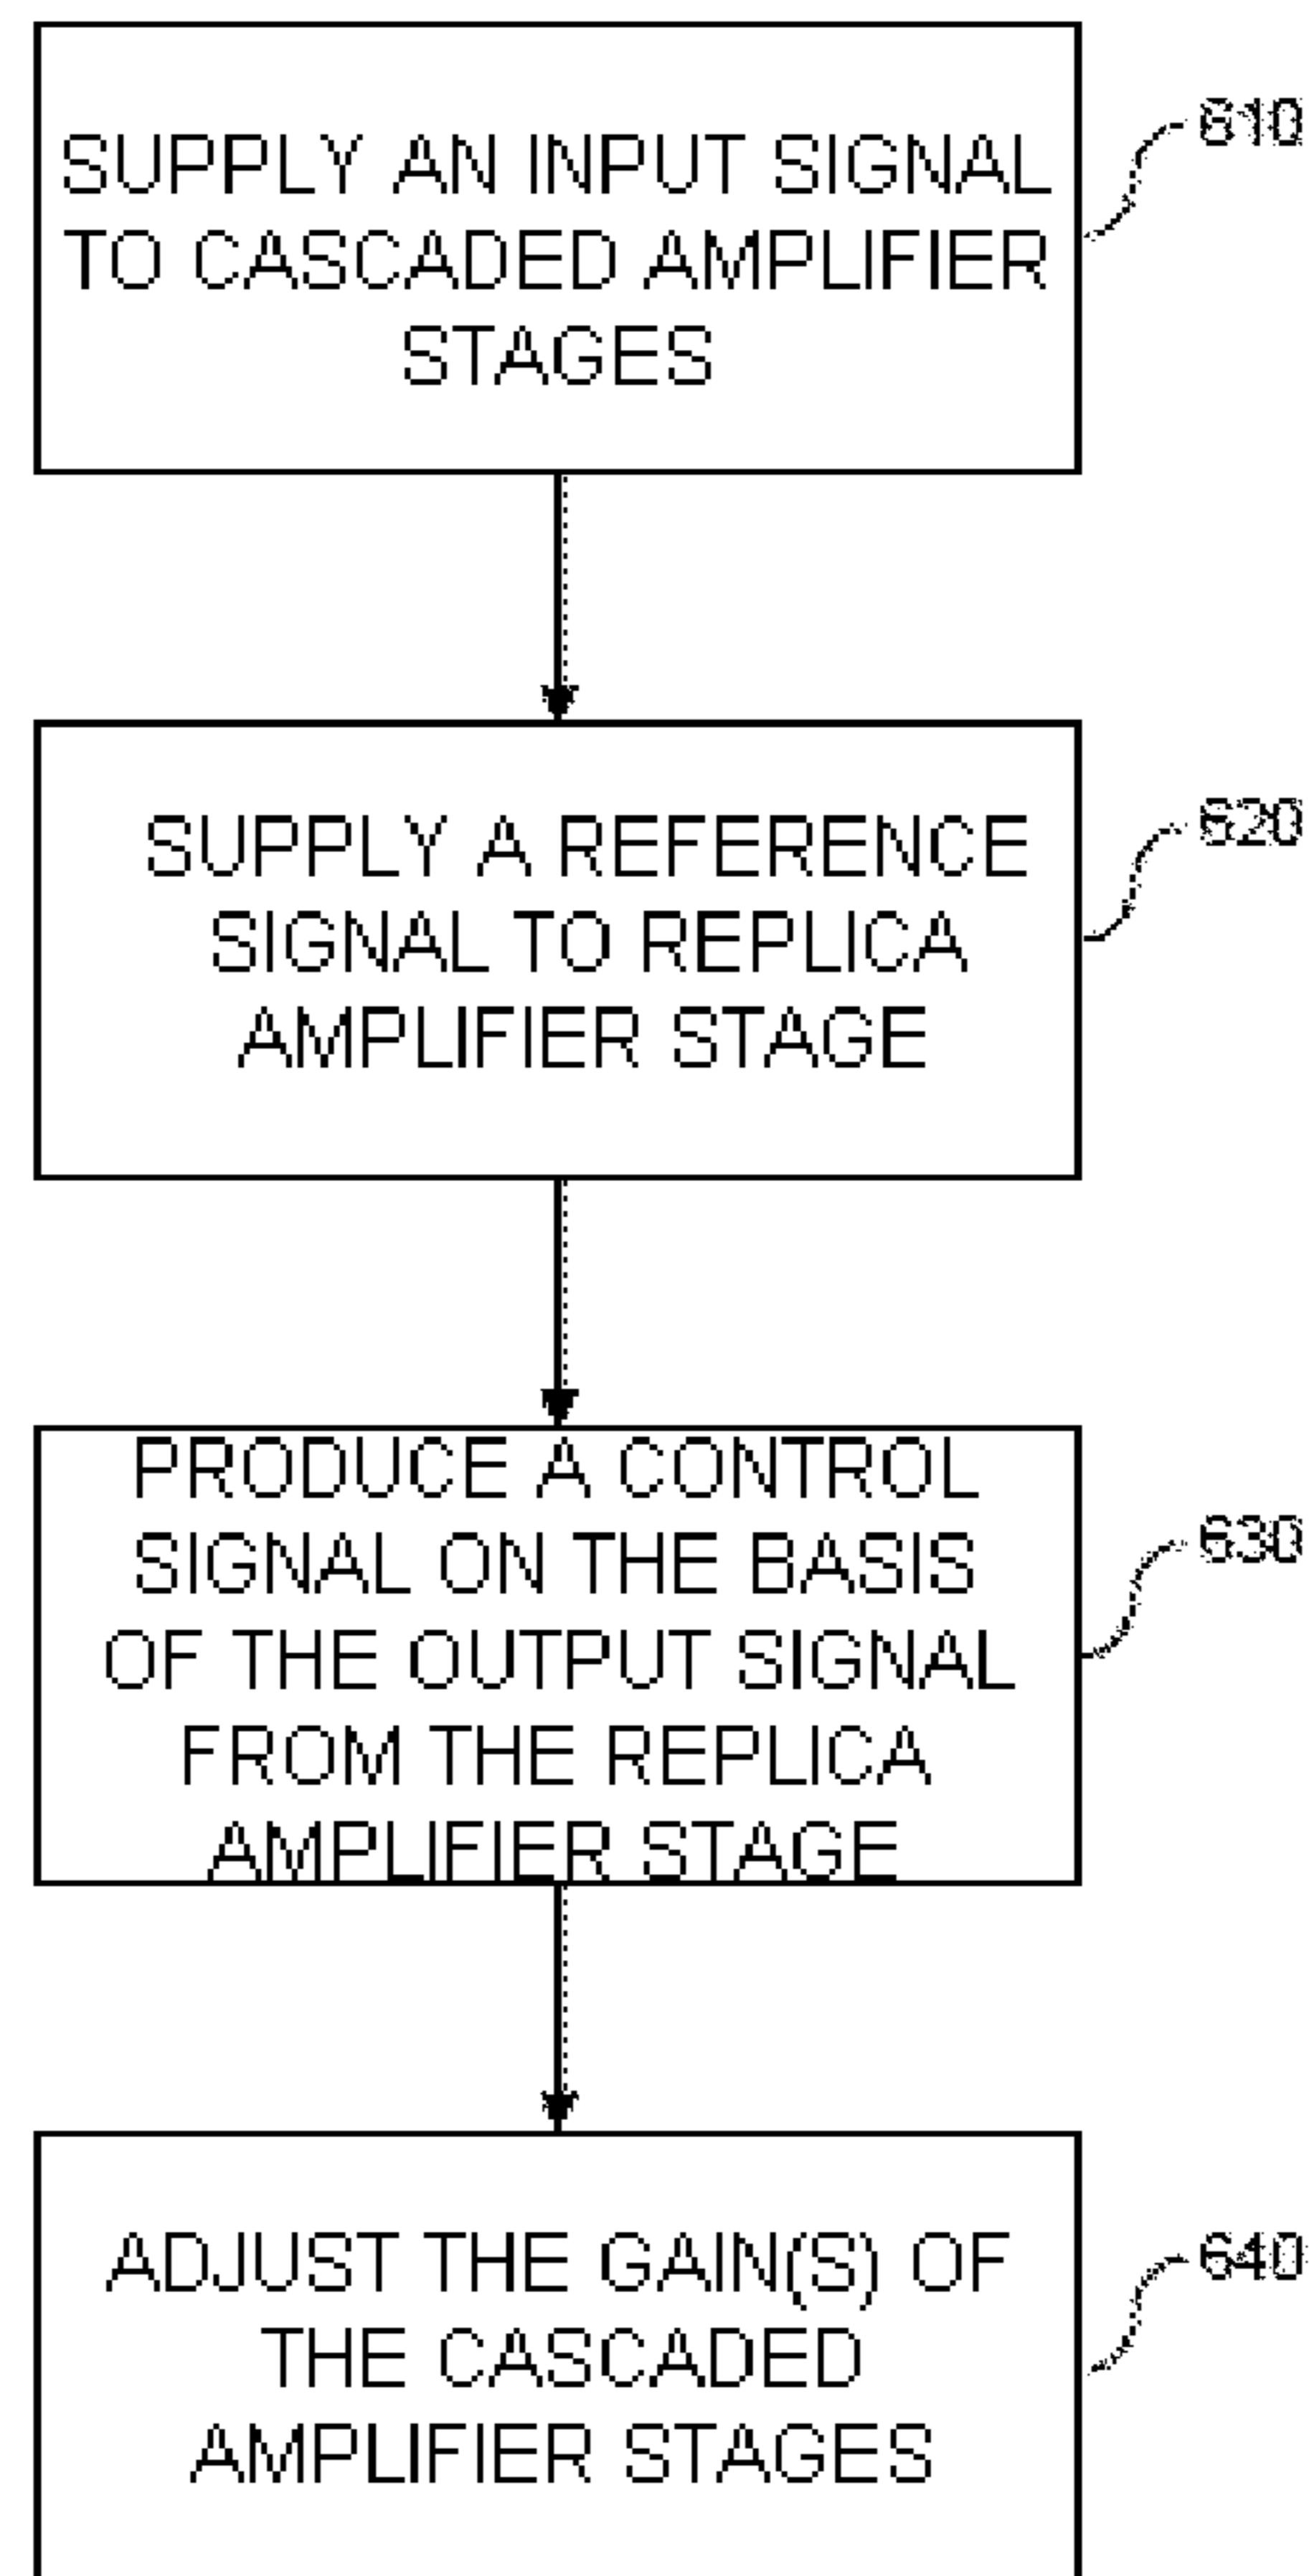 SUPPLY AN INPUT SIGNAL
TO CASCADED AMPLIFIER
STAGES
610
SUPPLY A REFERENCE
SIGNAL TO REPLICA
AMPLIFIER STAGE
620
PRODUCE A CONTROL
SIGNAL ON THE BASIS
OF THE OUTPUT SIGNAL
FROM THE REPLICA
AMPLIFIER STAGE
630
ADJUST THE GAIN(S) OF
THE CASCADED
AMPLIFIER STAGES
640